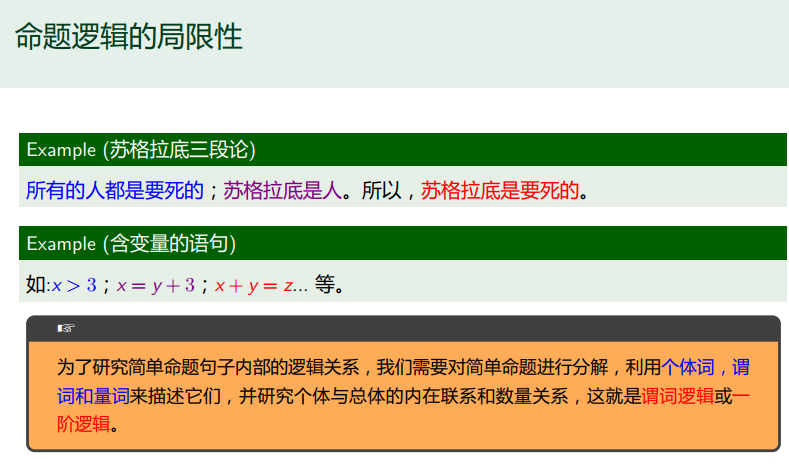 命题逻辑的局限性
Example (苏格拉底三段论)
所有的人都是要死的；苏格拉底是人。所以，苏格拉底是要死的。
Example (含变量的语句)
如:x > 3；x = y + 3；x + y = z... 等。
☞
为了研究简单命题句子内部的逻辑关系，我们需要对简单命题进行分解，利用个体词，谓
词和量词来描述它们，并研究个体与总体的内在联系和数量关系，这就是谓词逻辑或一
阶逻辑。